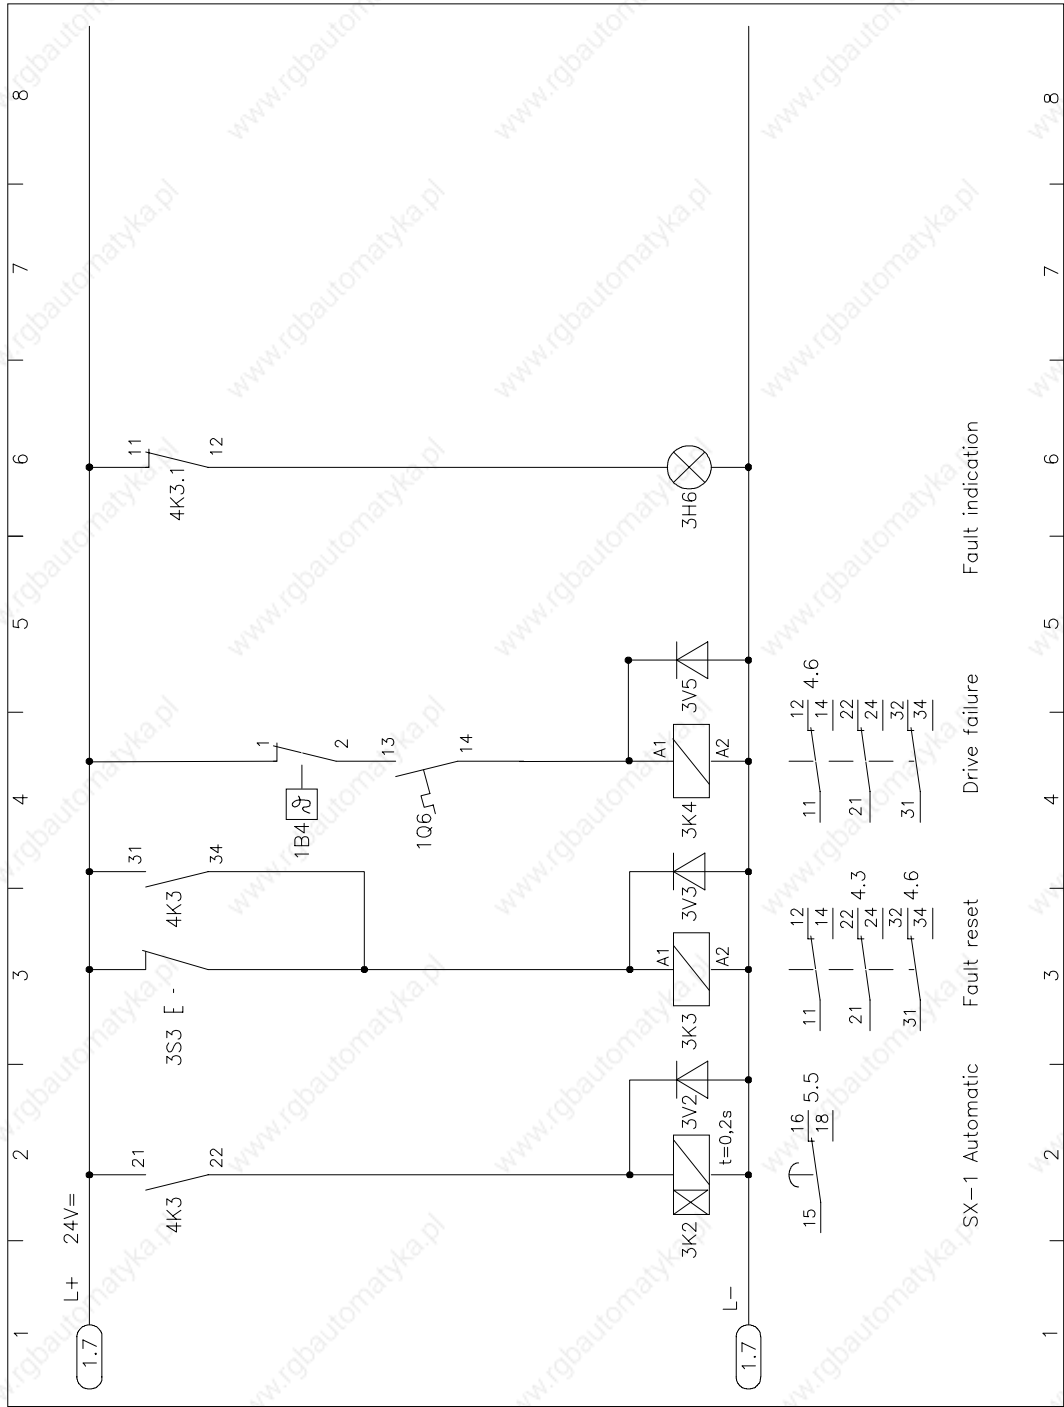 1 2 3 4 5 6 7 8
1.7
L+ 24V=
21
4K3
22
3S3 E -
31
4K3
34
1
1B4 ϑ
2
13
1Q6
14
11
4K3.1
12
3K2
t=0,2s
3V2
A1
3K3
A2
3V3
A1
3K4
A2
3V5
3H6
1.7
L-
15 16 5.5
18
11 12
14
21 22 4.3
24
31 32 4.6
34
11 12 4.6
14
21 22
24
31 32
34
SX-1 Automatic
Fault reset
Drive failure
Fault indication
1 2 3 4 5 6 7 8
www.rgbautomatyka.pl